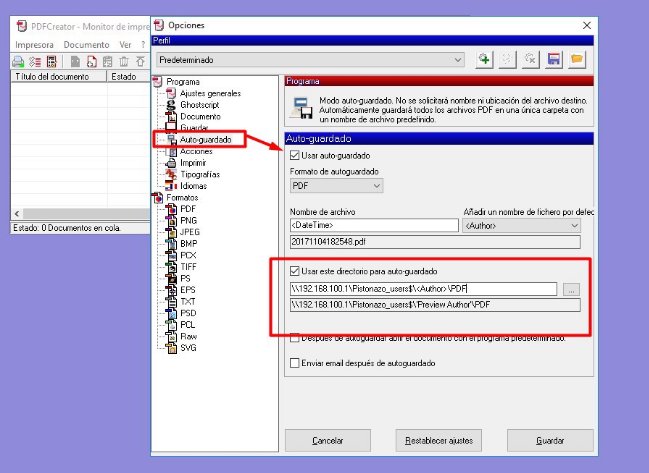 PDFCreator - Monitor de impre
Impresora Documento Ver ?
Título del documento Estado
Estado: 0 Documentos en cola.
Opciones
Perfil
Predeterminado
Programa
Ajustes generales
Ghostscript
Documento
Guardar
Auto-guardado
Acciones
Imprimir
Tipografías
Idiomas
Formatos
PDF
PNG
JPEG
BMP
PCX
TIFF
PS
EPS
TXT
PSD
PCL
Raw
SVG
Programa
Modo auto-guardado. No se solicitará nombre ni ubicación del archivo destino.
Automáticamente guardará todos los archivos PDF en una única carpeta con
un nombre de archivo predefinido.
Auto-guardado
Usar auto-guardado
Formato de autoguardado
PDF
Nombre de archivo Añadir un nombre de fichero por defec
<DateTime> <Author>
20171104182548.pdf
Usar este directorio para auto-guardado
\\192.168.100.1\Pistonazo_users$\<Author>\PDF ...
\\192.168.100.1\Pistonazo_users$\'Preview Author'\PDF
Después de autoguardar abrir el documento con el programa predeterminado.
Enviar email después de autoguardado
Cancelar Restablecer ajustes Guardar